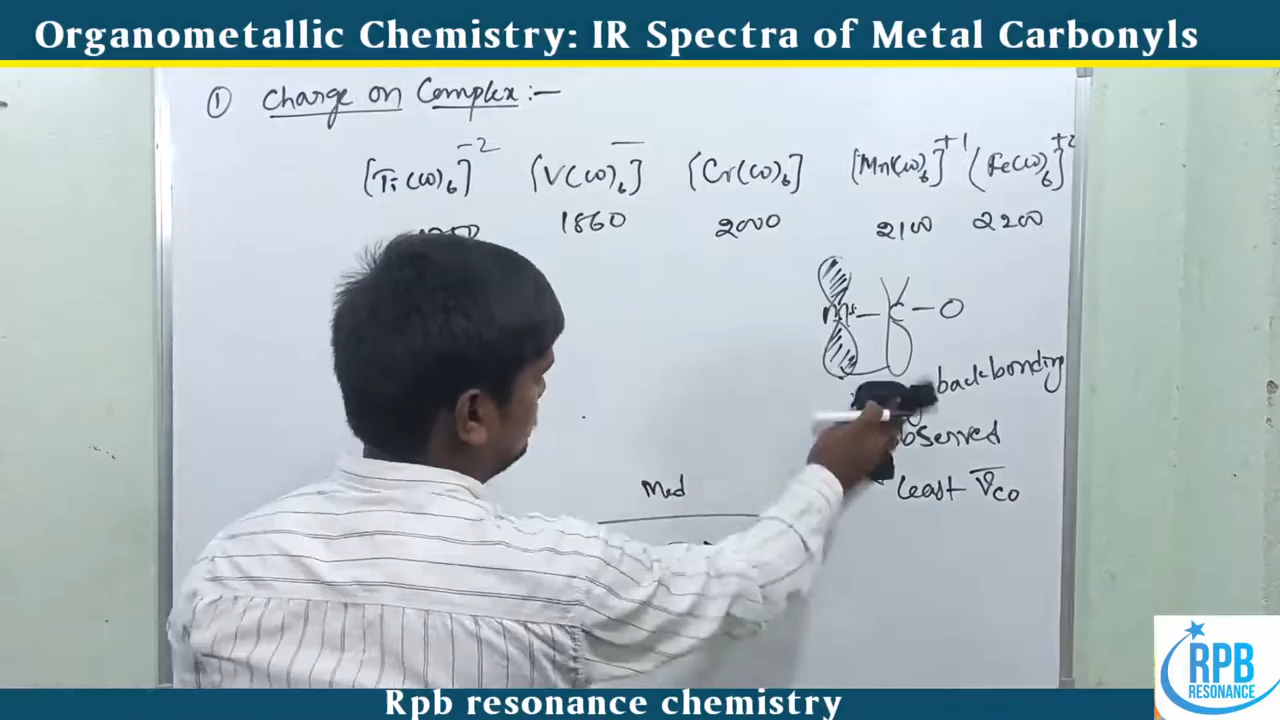 Organometallic Chemistry: IR Spectra of Metal Carbonyls
① Charge on Complex:-
[Ti(CO)6]-2 [V(CO)6]- [Cr(CO)6] [Mn(CO)6]+1 [Fe(CO)6]+2
1860 2000 2100 2200
M - C - O
backbonding
observed
least ν̅CO
Med
RPB
RESONANCE
Rpb resonance chemistry